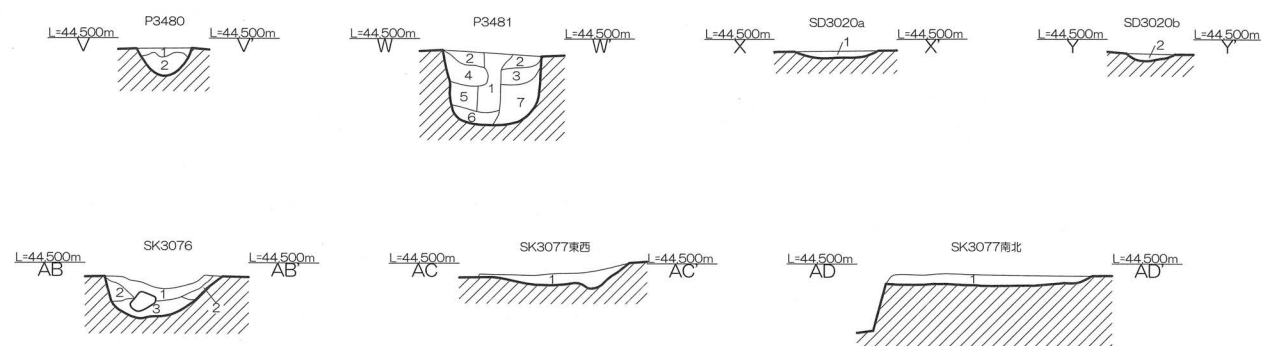 P3480
L=44,500m L=44,500m
V V'
1
2
P3481
L=44,500m L=44,500m
W W'
2 2
4 3
1
5 7
6
SD3020a
L=44,500m L=44,500m
X X'
1
SD3020b
L=44,500m L=44,500m
Y Y'
2
SK3076
L=44,500m L=44,500m
AB AB'
2 1
3 2
SK3077東西
L=44,500m L=44,500m
AC AC'
1
SK3077南北
L=44,500m L=44,500m
AD AD'
1